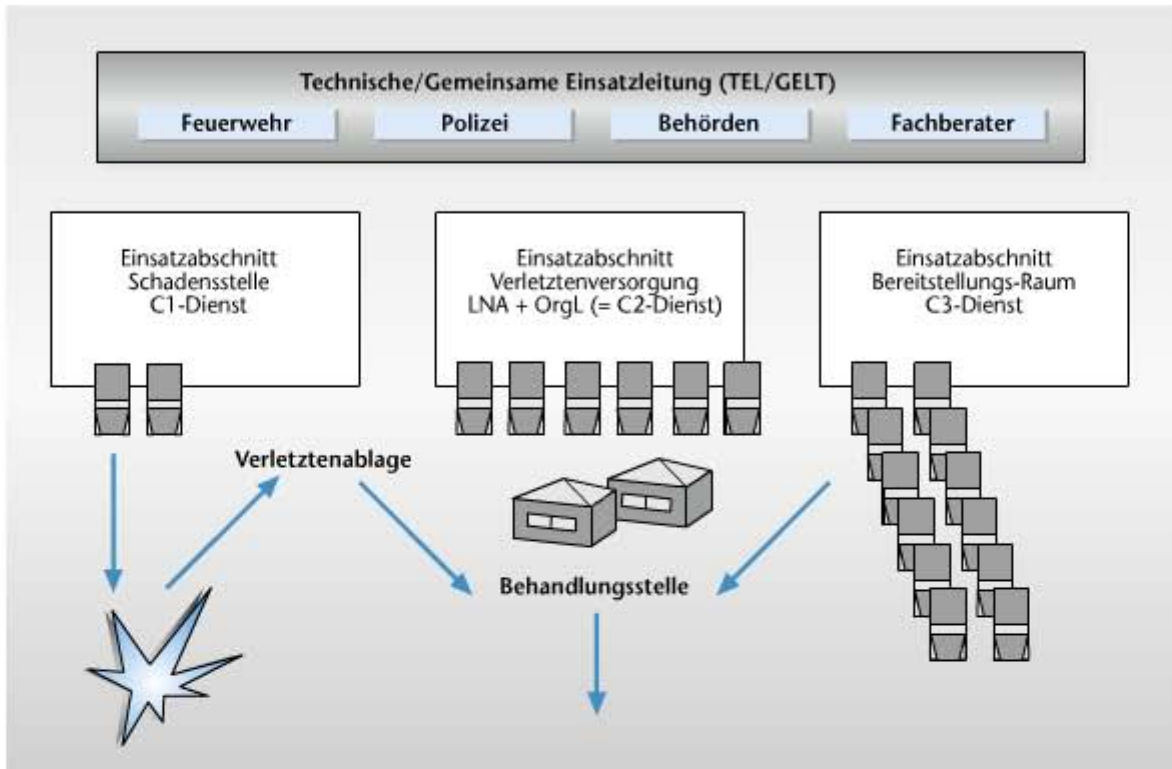 Technische/Gemeinsame Einsatzleitung (TEL/GELT)
Feuerwehr
Polizei
Behörden
Fachberater
Einsatzabschnitt
Schadensstelle
C1-Dienst
Einsatzabschnitt
Verletztenversorgung
LNA + OrgL (= C2-Dienst)
Einsatzabschnitt
Bereitstellungs-Raum
C3-Dienst
Verletztenablage
Behandlungsstelle